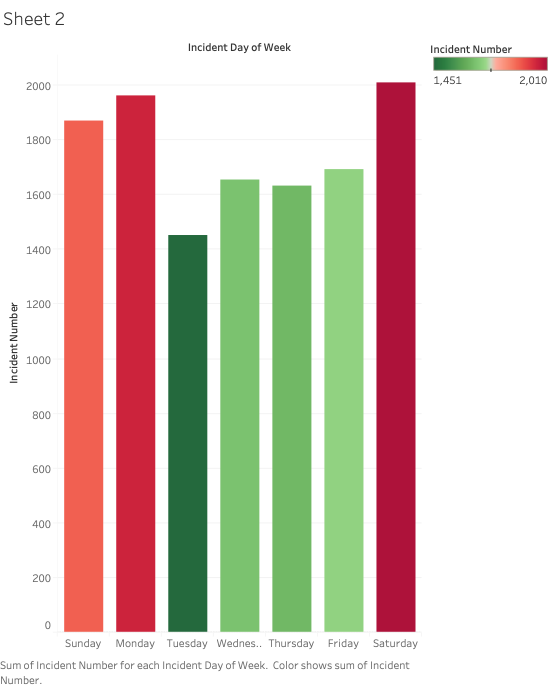 Sheet 2
Incident Day of Week
Incident Number
1,451 2,010
2000
1800
1600
1400
1200
1000
800
600
400
200
0
Incident Number
Sunday Monday Tuesday Wednes.. Thursday Friday Saturday
Sum of Incident Number for each Incident Day of Week. Color shows sum of Incident
Number.